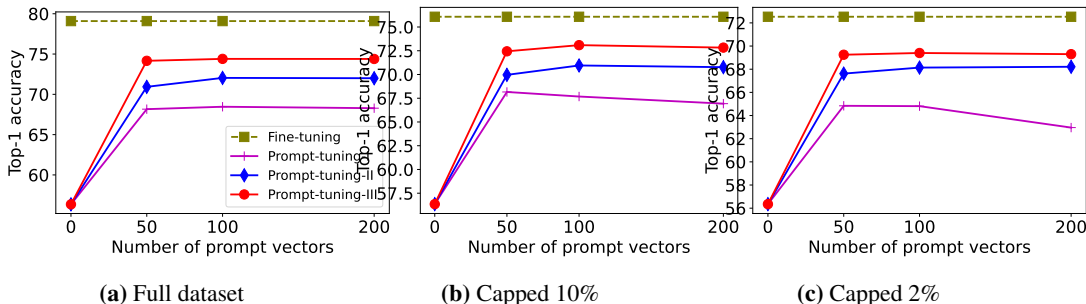 80
75
70
65
60
Top-1 accuracy
Fine-tuning
Prompt-tuning-I
Prompt-tuning-II
Prompt-tuning-III
0 50 100 200
Number of prompt vectors
(a) Full dataset
75.0
72.5
70.0
67.5
65.0
62.5
60.0
57.5
Top-1 accuracy
0 50 100 200
Number of prompt vectors
(b) Capped 10%
72
70
68
66
64
62
60
58
56
Top-1 accuracy
0 50 100 200
Number of prompt vectors
(c) Capped 2%